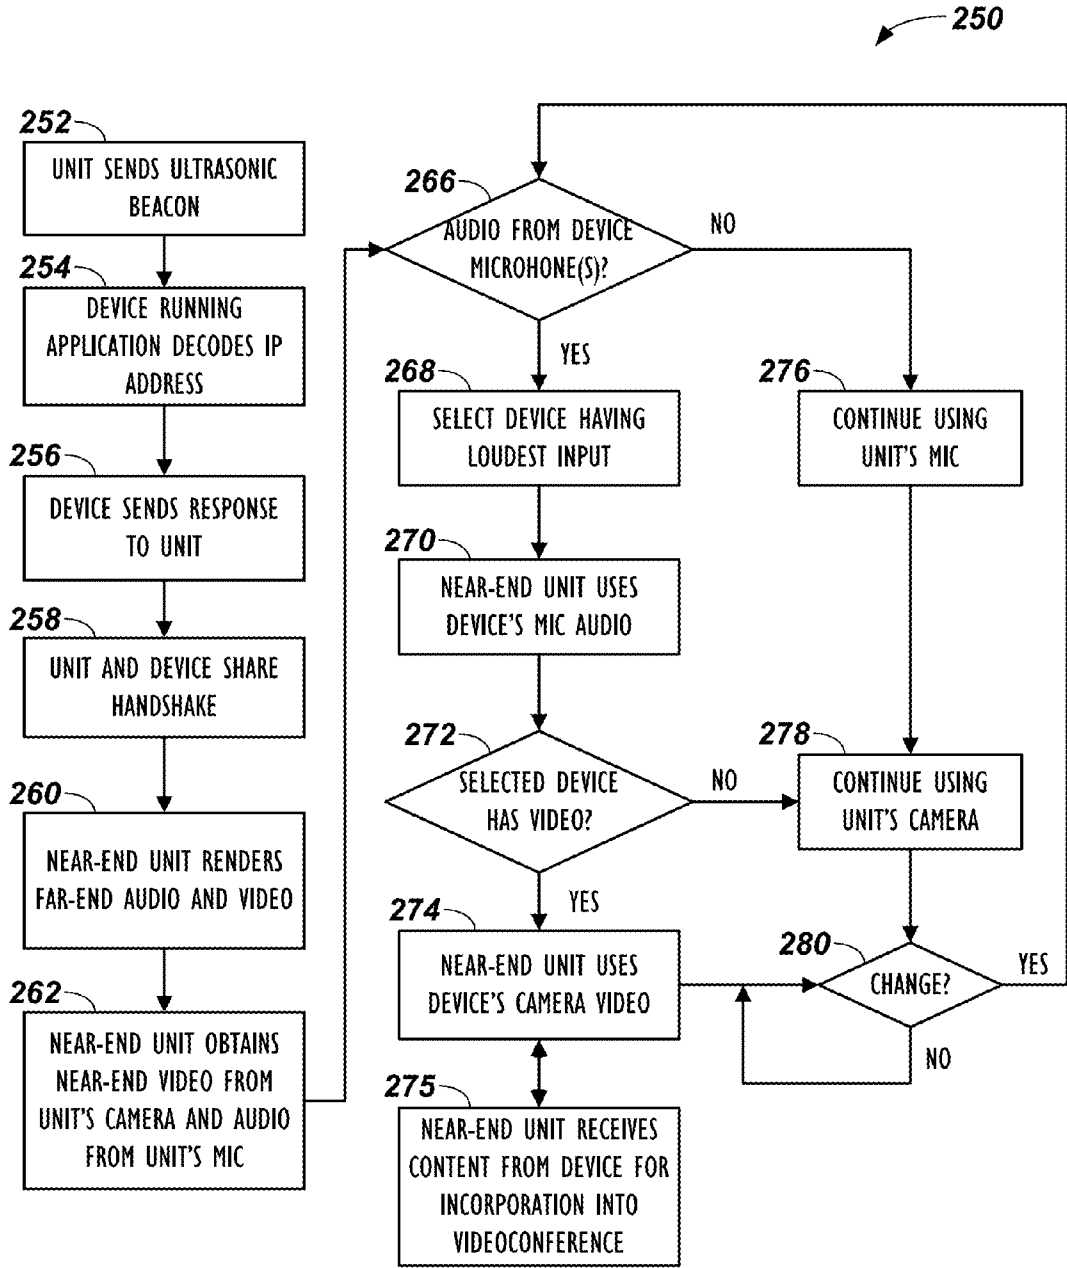 250
252
UNIT SENDS ULTRASONIC
BEACON
254
DEVICE RUNNING
APPLICATION DECODES IP
ADDRESS
256
DEVICE SENDS RESPONSE
TO UNIT
258
UNIT AND DEVICE SHARE
HANDSHAKE
260
NEAR-END UNIT RENDERS
FAR-END AUDIO AND VIDEO
262
NEAR-END UNIT OBTAINS
NEAR-END VIDEO FROM
UNIT'S CAMERA AND AUDIO
FROM UNIT'S MIC
266
AUDIO FROM DEVICE
MICROHONE(S)?
NO
YES
268
SELECT DEVICE HAVING
LOUDEST INPUT
270
NEAR-END UNIT USES
DEVICE'S MIC AUDIO
272
SELECTED DEVICE
HAS VIDEO?
NO
YES
274
NEAR-END UNIT USES
DEVICE'S CAMERA VIDEO
275
NEAR-END UNIT RECEIVES
CONTENT FROM DEVICE FOR
INCORPORATION INTO
VIDEOCONFERENCE
276
CONTINUE USING
UNIT'S MIC
278
CONTINUE USING
UNIT'S CAMERA
280
CHANGE?
YES
NO